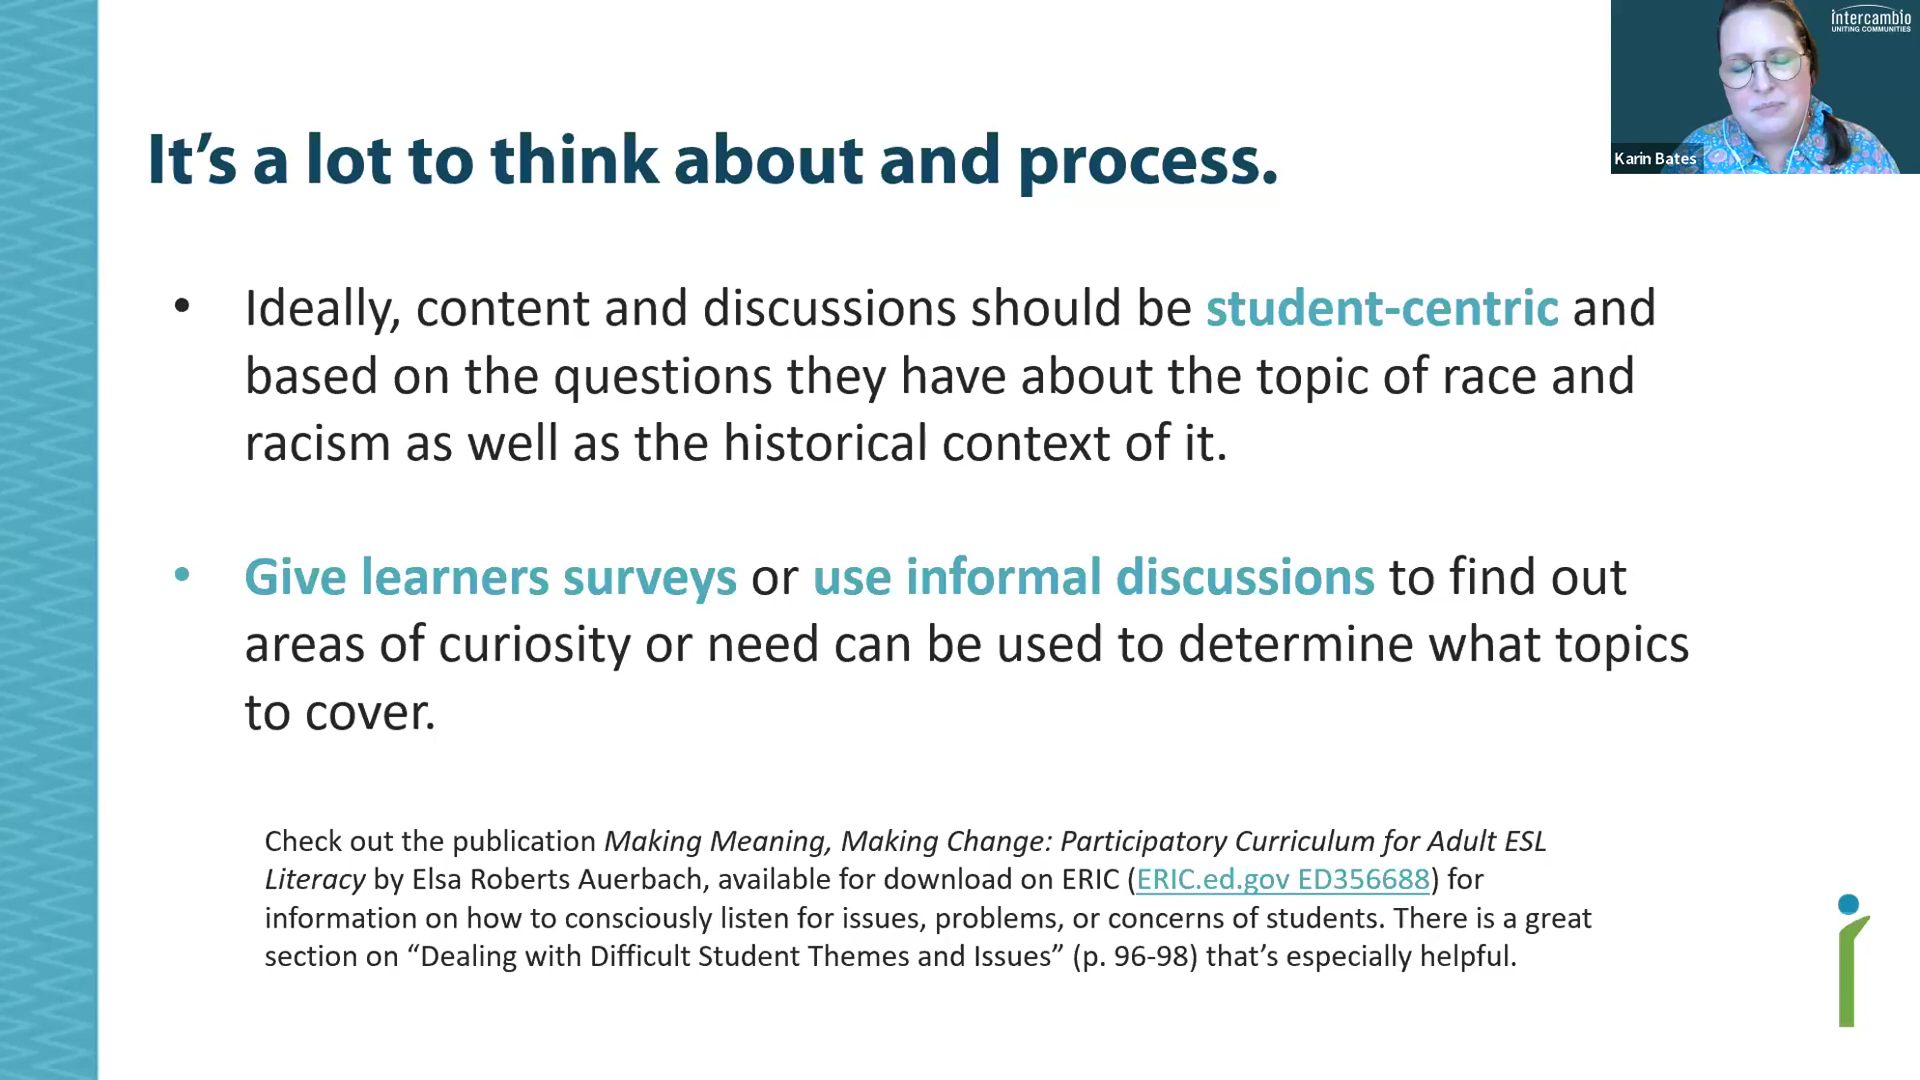 intercambio
UNITING COMMUNITIES
Karin Bates
It’s a lot to think about and process.
• Ideally, content and discussions should be student-centric and
based on the questions they have about the topic of race and
racism as well as the historical context of it.
• Give learners surveys or use informal discussions to find out
areas of curiosity or need can be used to determine what topics
to cover.
Check out the publication Making Meaning, Making Change: Participatory Curriculum for Adult ESL
Literacy by Elsa Roberts Auerbach, available for download on ERIC (ERIC.ed.gov ED356688) for
information on how to consciously listen for issues, problems, or concerns of students. There is a great
section on “Dealing with Difficult Student Themes and Issues” (p. 96-98) that’s especially helpful.